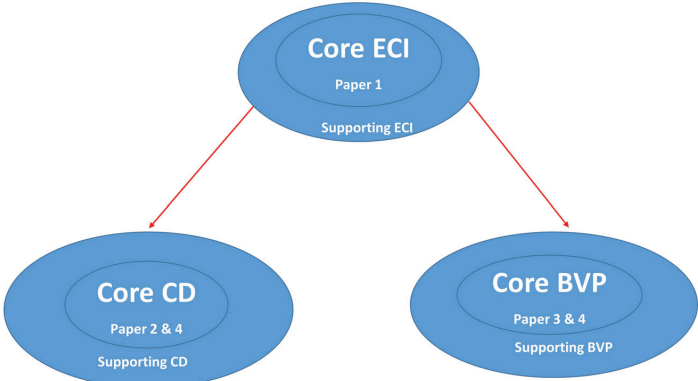 Core ECI
Paper 1
Supporting ECI
Core CD
Paper 2 & 4
Supporting CD
Core BVP
Paper 3 & 4
Supporting BVP